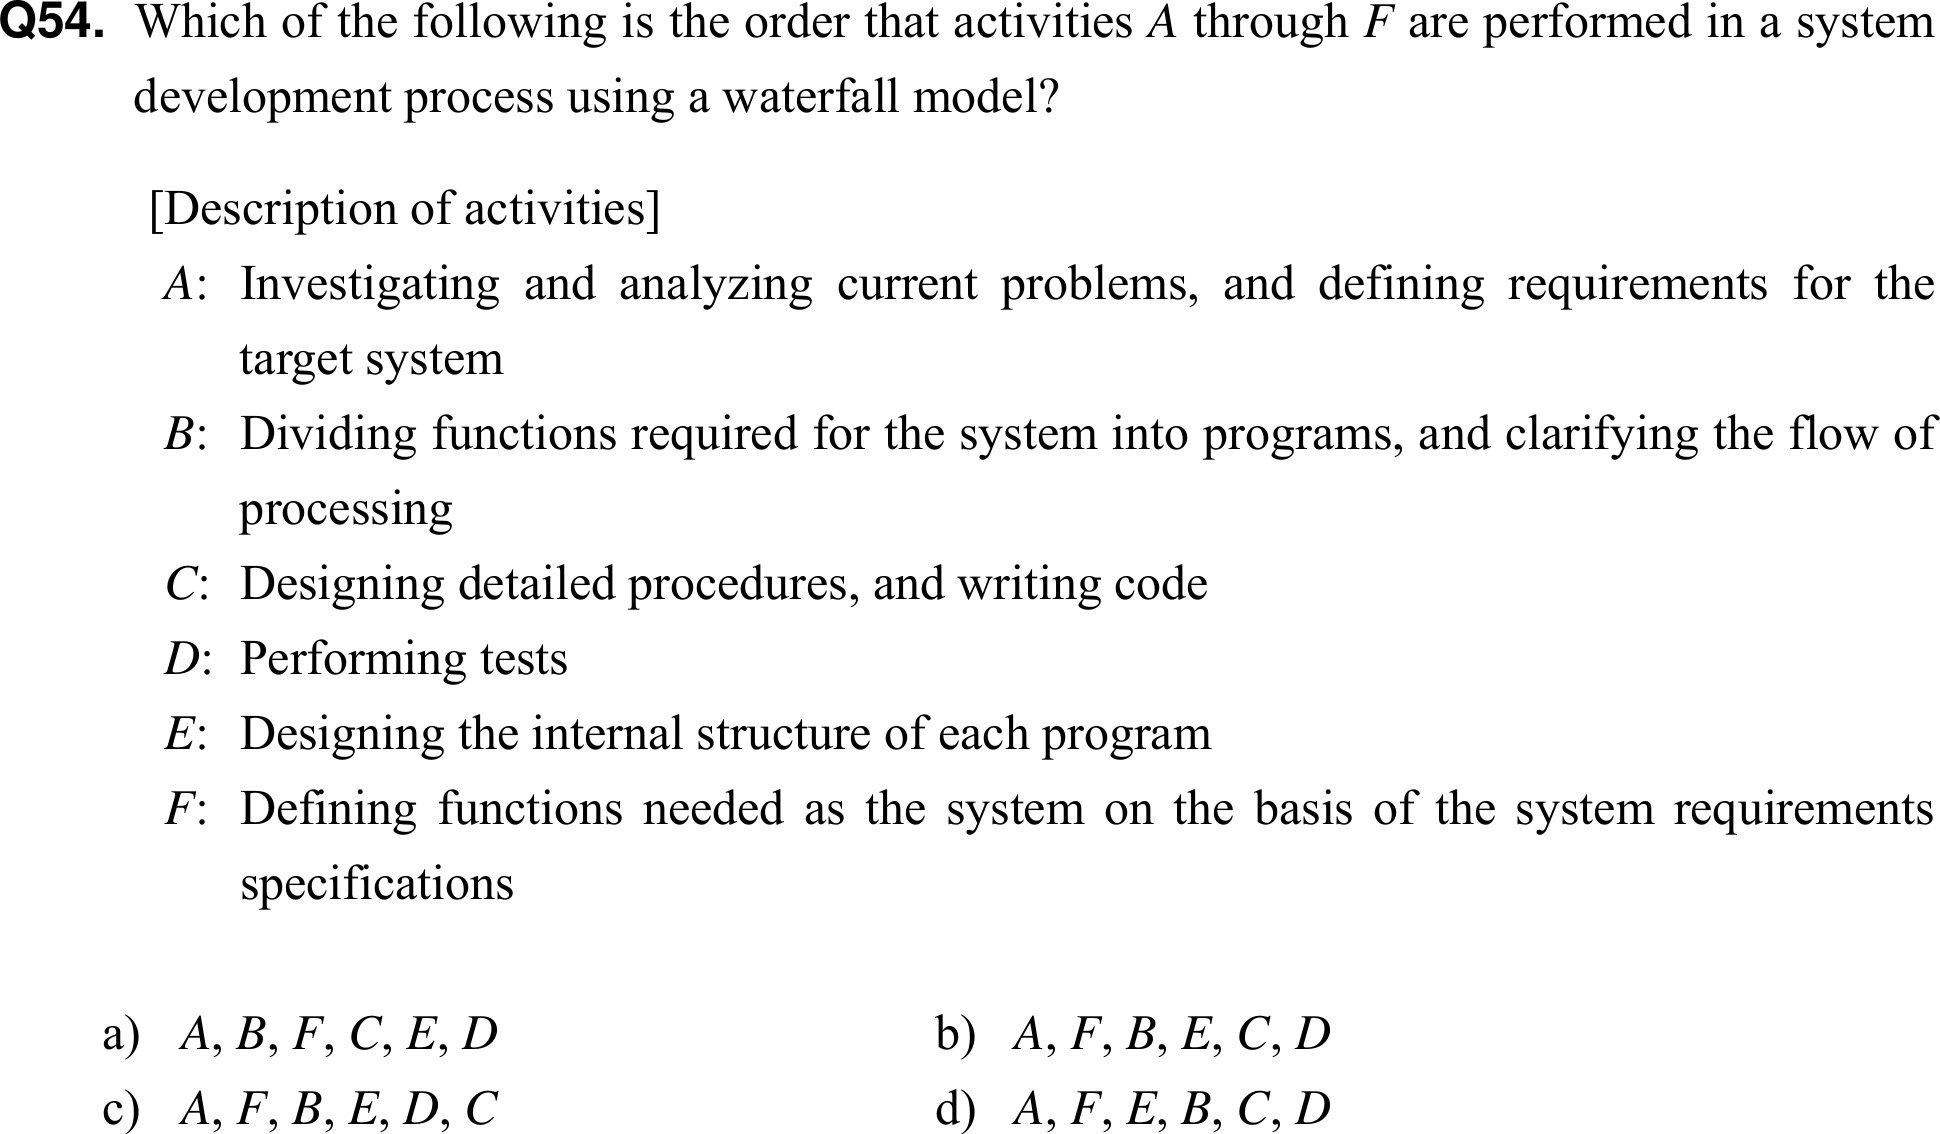 Q54. Which of the following is the order that activities A through F are performed in a system
development process using a waterfall model?
[Description of activities]
A: Investigating and analyzing current problems, and defining requirements for the
target system
B: Dividing functions required for the system into programs, and clarifying the flow of
processing
C: Designing detailed procedures, and writing code
D: Performing tests
E: Designing the internal structure of each program
F: Defining functions needed as the system on the basis of the system requirements
specifications
a) A, B, F, C, E, D b) A, F, B, E, C, D
c) A, F, B, E, D, C d) A, F, E, B, C, D